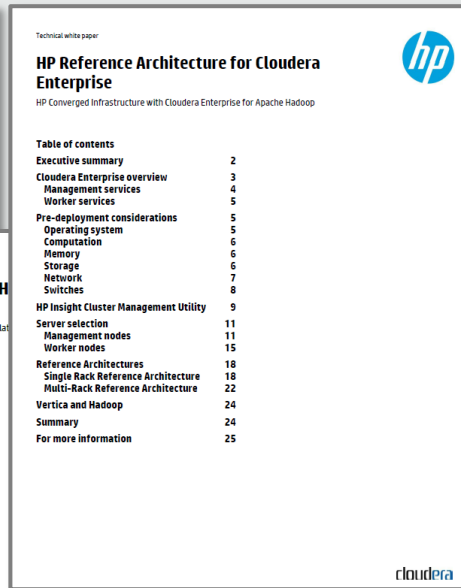 Technical white paper
hp
HP Reference Architecture for Cloudera
Enterprise
HP Converged Infrastructure with Cloudera Enterprise for Apache Hadoop
Table of contents
Executive summary 2
Cloudera Enterprise overview 3
Management services 4
Worker services 5
Pre-deployment considerations 5
Operating system 5
Computation 6
Memory 6
Storage 6
Network 7
Switches 8
HP Insight Cluster Management Utility 9
Server selection 11
Management nodes 11
Worker nodes 15
Reference Architectures 18
Single Rack Reference Architecture 18
Multi-Rack Reference Architecture 22
Vertica and Hadoop 24
Summary 24
For more information 25
cloudera